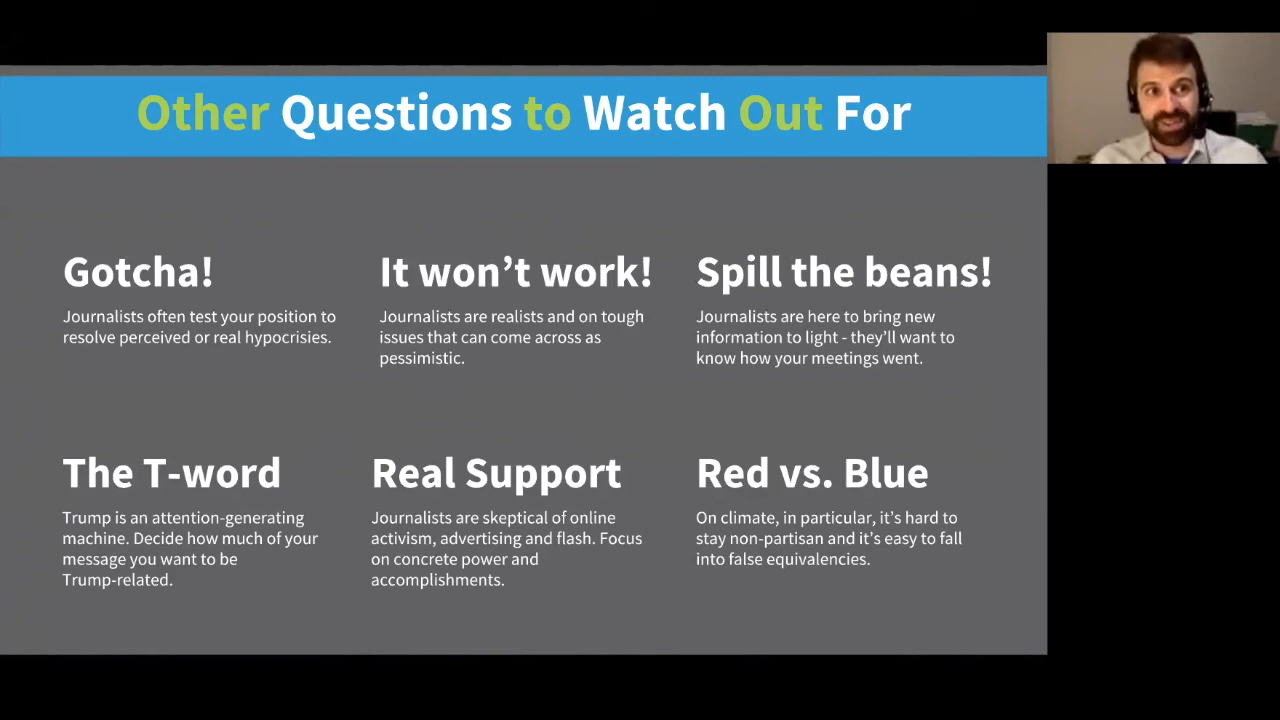 Other Questions to Watch Out For
Gotcha!
Journalists often test your position to
resolve perceived or real hypocrisies.
It won’t work!
Journalists are realists and on tough
issues that can come across as
pessimistic.
Spill the beans!
Journalists are here to bring new
information to light - they’ll want to
know how your meetings went.
The T-word
Trump is an attention-generating
machine. Decide how much of your
message you want to be
Trump-related.
Real Support
Journalists are skeptical of online
activism, advertising and flash. Focus
on concrete power and
accomplishments.
Red vs. Blue
On climate, in particular, it’s hard to
stay non-partisan and it’s easy to fall
into false equivalencies.